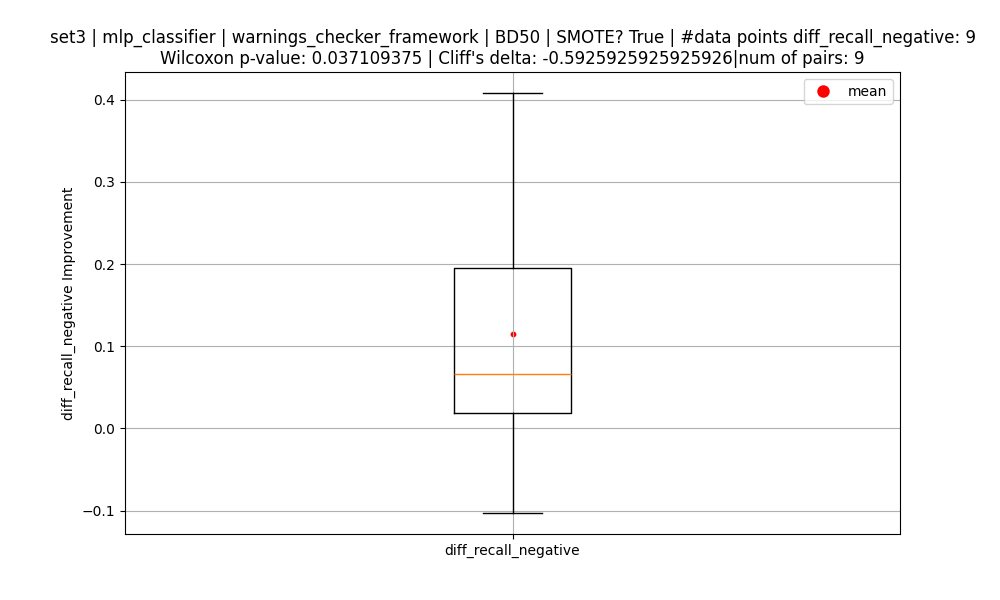 set3 | mlp_classifier | warnings_checker_framework | BD50 | SMOTE? True | #data points diff_recall_negative: 9
Wilcoxon p-value: 0.037109375 | Cliff's delta: -0.5925925925925926|num of pairs: 9
mean
0.4
0.3
0.2
0.1
0.0
−0.1
diff_recall_negative Improvement
diff_recall_negative